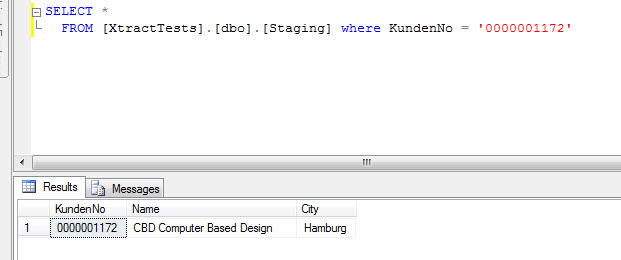 SELECT *
FROM [XtractTests].[dbo].[Staging] where KundenNo = '0000001172'
Results Messages
KundenNo Name City
1 0000001172 CBD Computer Based Design Hamburg